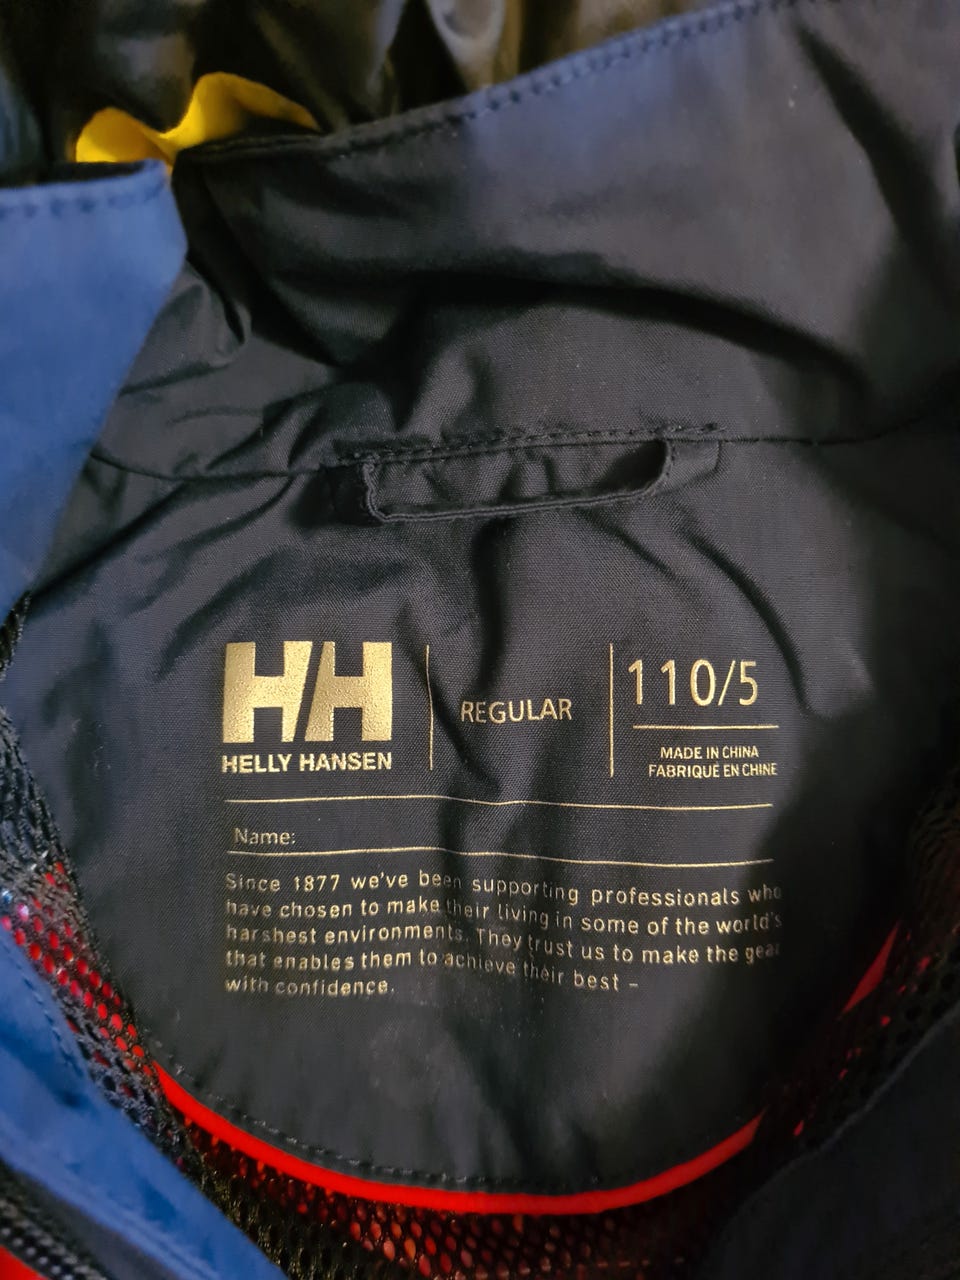 HH
HELLY HANSEN
REGULAR
110/5
MADE IN CHINA
FABRIQUÉ EN CHINE
Name:
Since 1877 we've been supporting professionals who
have chosen to make their living in some of the world's
harshest environments. They trust us to make the gear
that enables them to achieve their best –
with confidence.